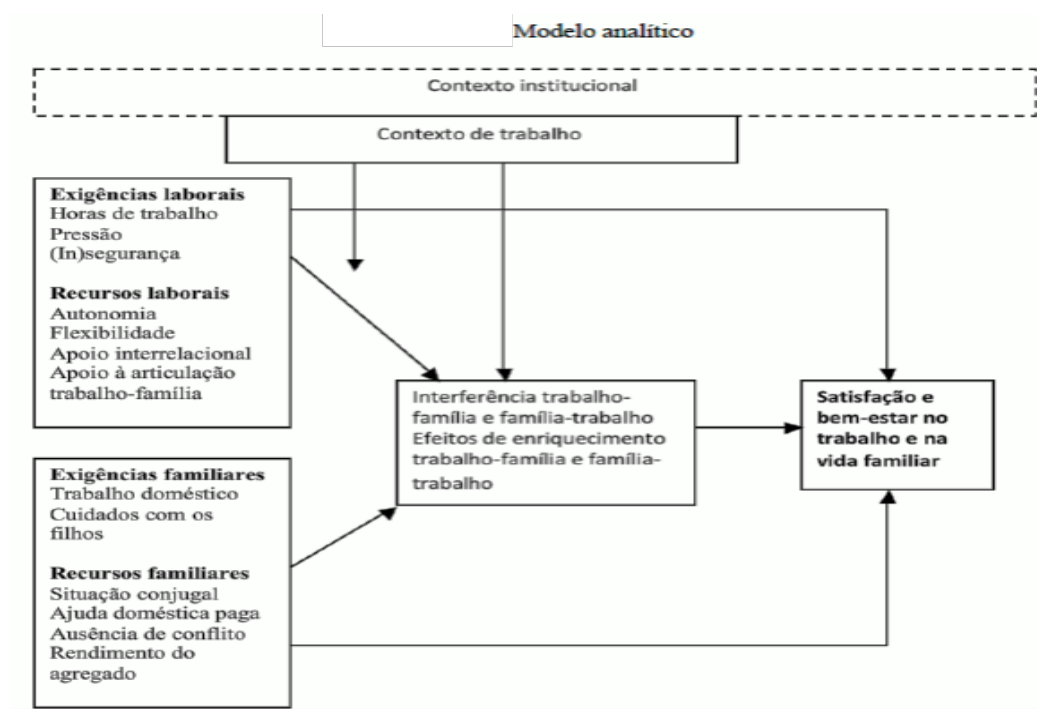 Modelo analítico
Contexto institucional
Contexto de trabalho
Exigências laborais
Horas de trabalho
Pressão
(In)segurança
Recursos laborais
Autonomia
Flexibilidade
Apoio interrelacional
Apoio à articulação
trabalho-família
Interferência trabalho-
família e família-trabalho
Efeitos de enriquecimento
trabalho-família e família-
trabalho
Satisfação e
bem-estar no
trabalho e na
vida familiar
Exigências familiares
Trabalho doméstico
Cuidados com os
filhos
Recursos familiares
Situação conjugal
Ajuda doméstica paga
Ausência de conflito
Rendimento do
agregado